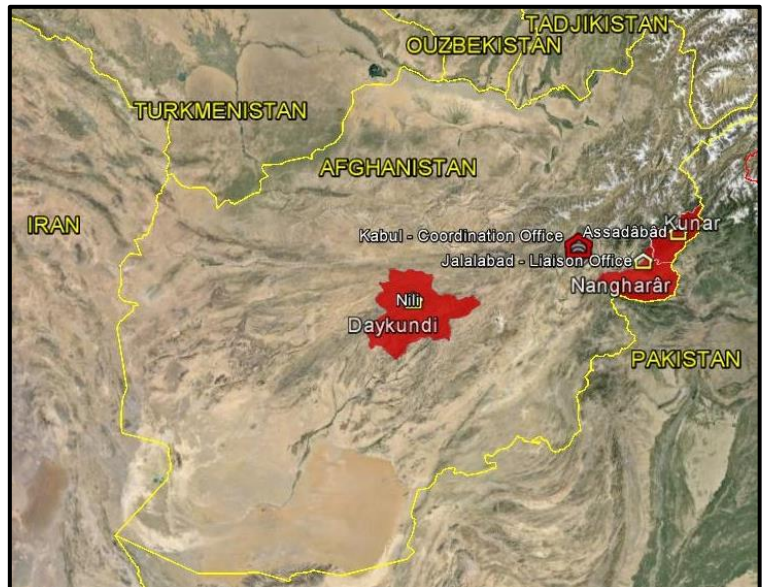 TADJIKISTAN
OUZBEKISTAN
TURKMENISTAN
AFGHANISTAN
IRAN
Kunar
Assadâbâd
Kabul - Coordination Office
Jalalabad - Liaison Office
Nangharâr
Nili
Daykundi
PAKISTAN